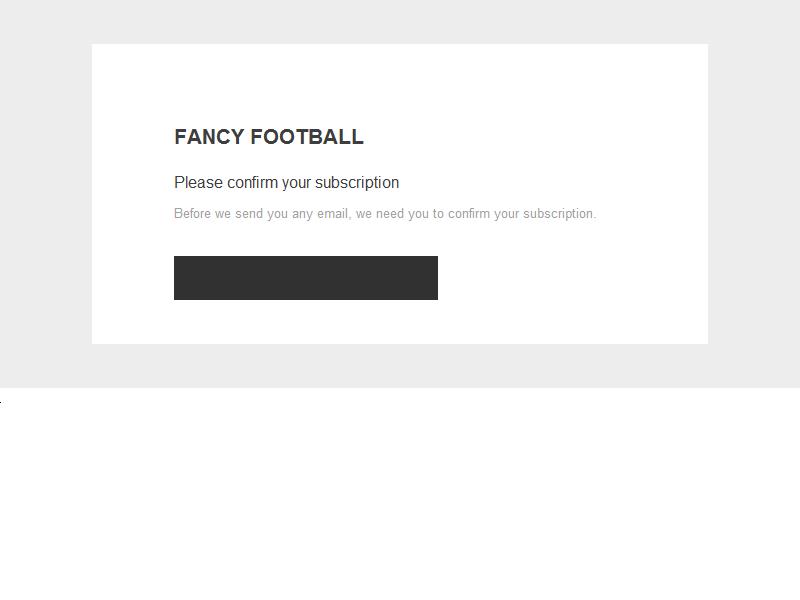 FANCY FOOTBALL
Please confirm your subscription
Before we send you any email, we need you to confirm your subscription.